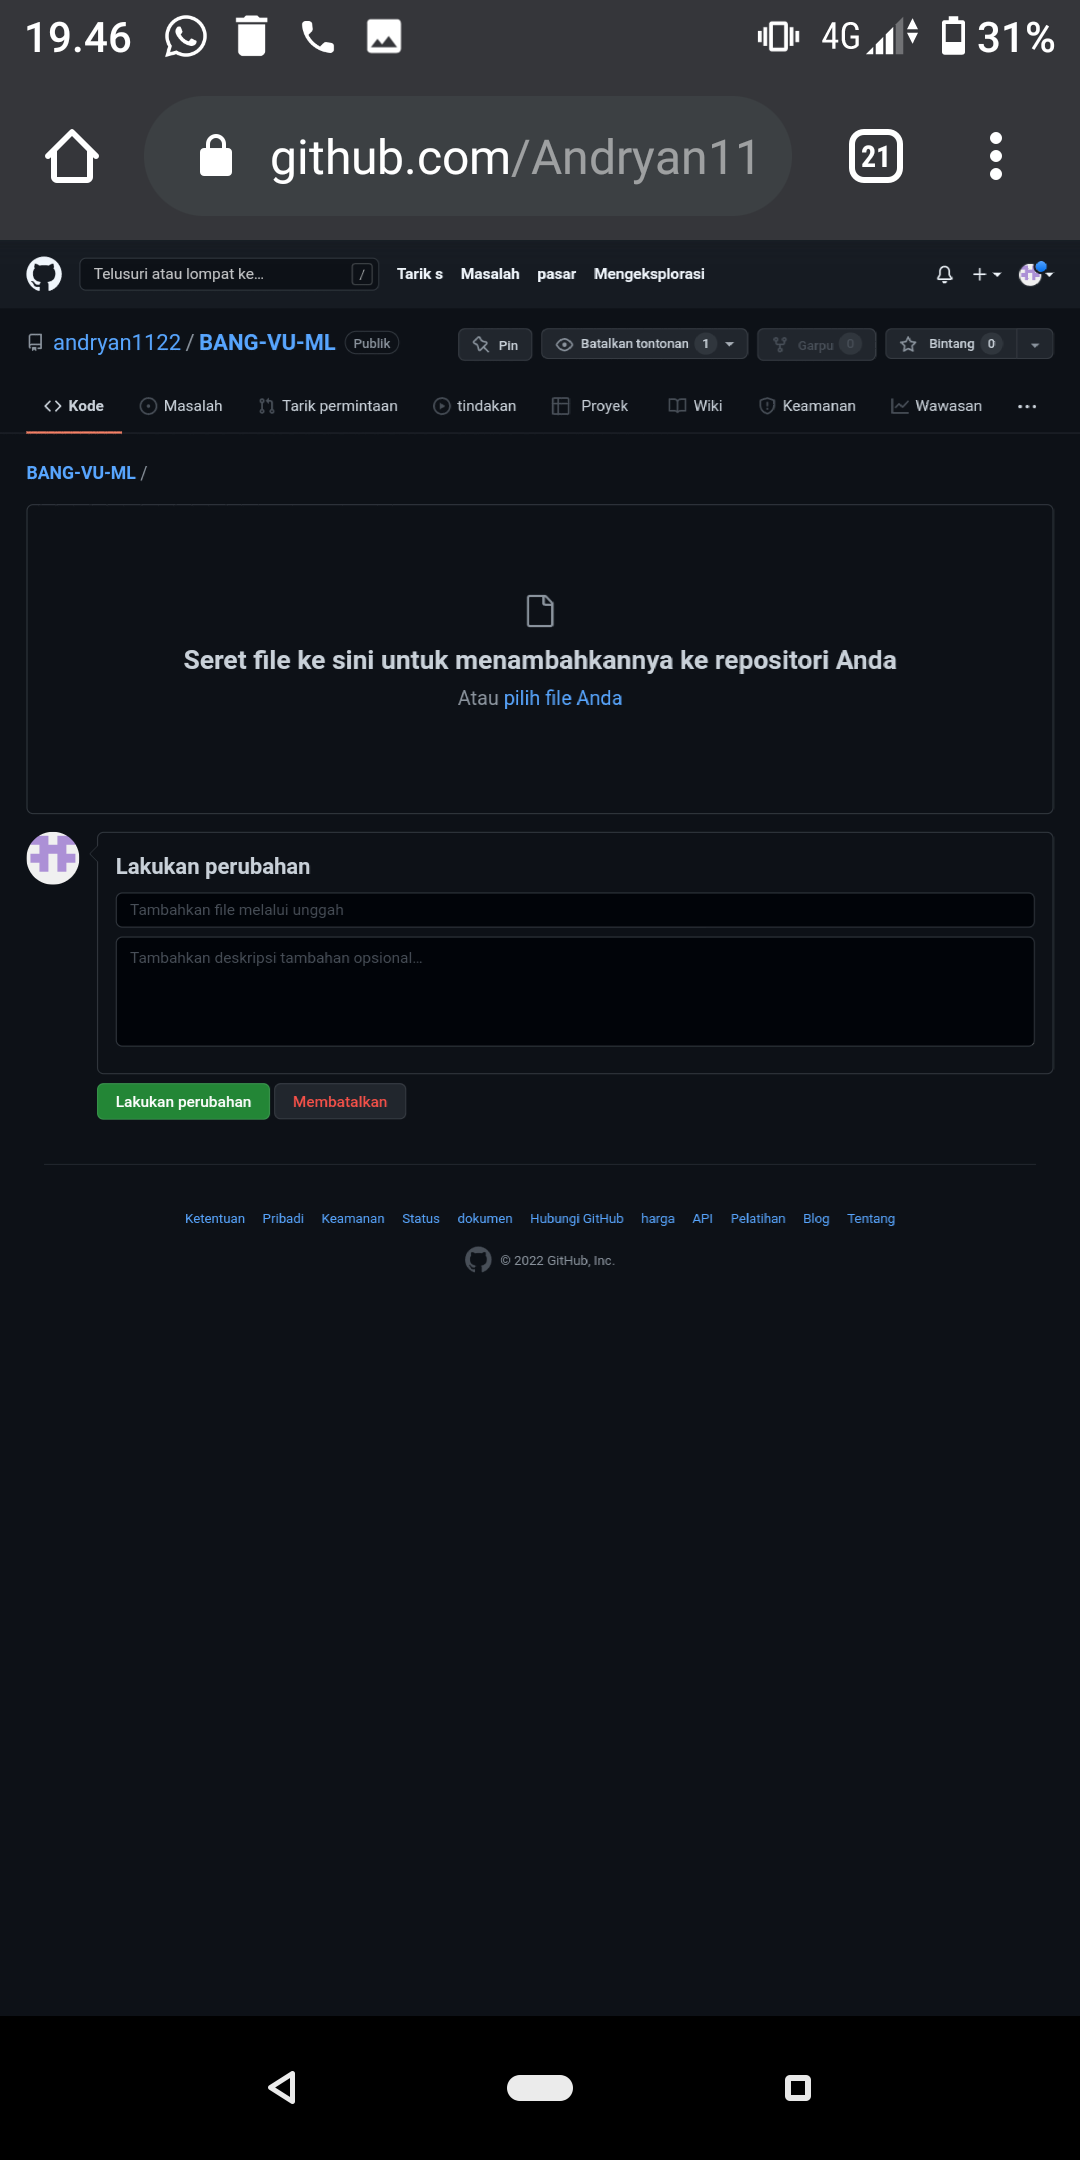 19.46 4G 31%
github.com/Andryan11 21
Telusuri atau lompat ke... / Tarik s Masalah pasar Mengeksplorasi
andryan1122 / BANG-VU-ML Publik Pin Batalkan tontonan 1 Garpu 0 Bintang 0
Kode Masalah Tarik permintaan tindakan Proyek Wiki Keamanan Wawasan ...
BANG-VU-ML /
Seret file ke sini untuk menambahkannya ke repositori Anda
Atau pilih file Anda
Lakukan perubahan
Tambahkan file melalui unggah
Tambahkan deskripsi tambahan opsional...
Lakukan perubahan Membatalkan
Ketentuan Pribadi Keamanan Status dokumen Hubungi GitHub harga API Pelatihan Blog Tentang
© 2022 GitHub, Inc.